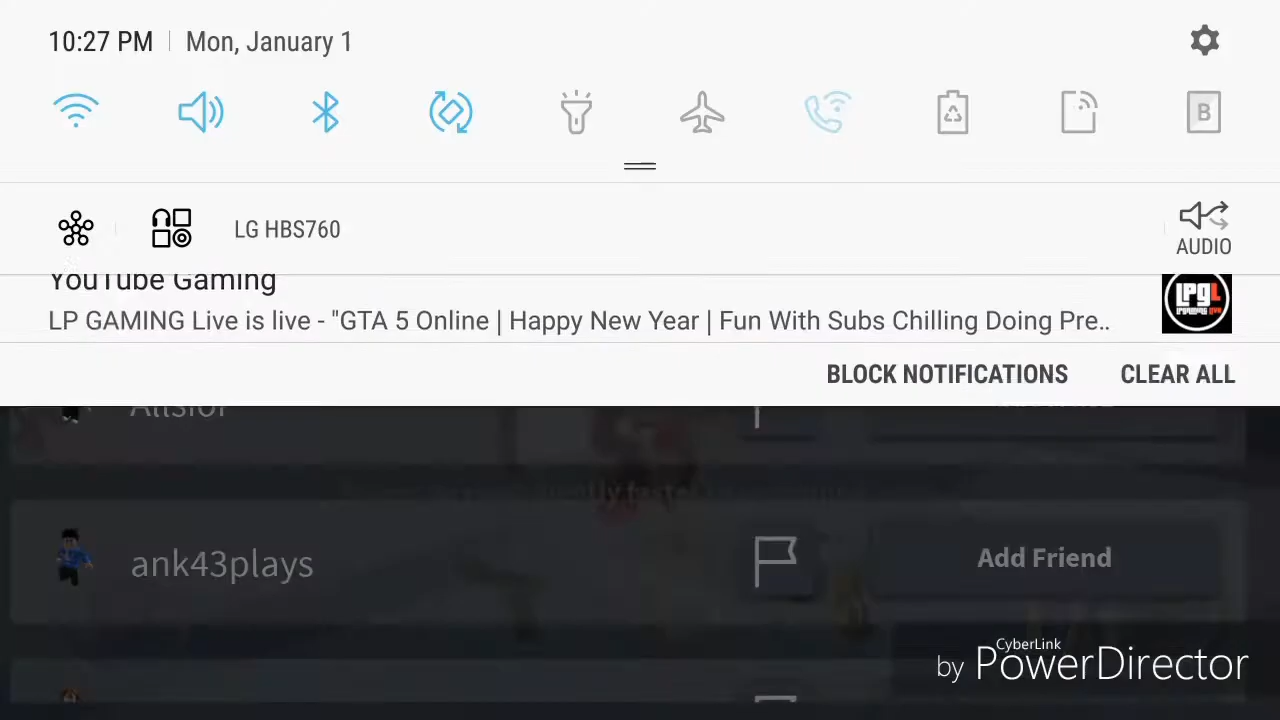 10:27 PM | Mon, January 1
B
LG HBS760
AUDIO
YouTube Gaming
LP GAMING Live is live - "GTA 5 Online | Happy New Year | Fun With Subs Chilling Doing Pre..
LPGL
BLOCK NOTIFICATIONS CLEAR ALL
ank43plays
Add Friend
CyberLink
by PowerDirector